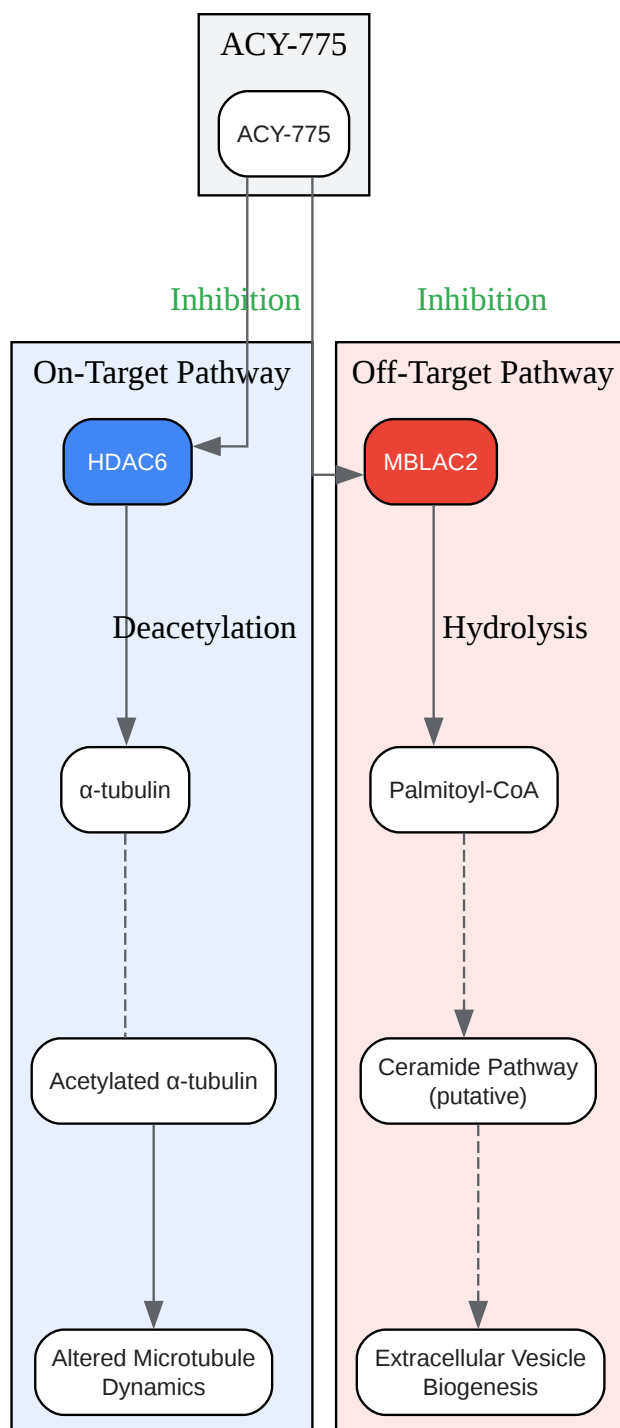 ACY-775
ACY-775
Inhibition
Inhibition
On-Target Pathway
Off-Target Pathway
HDAC6
MBLAC2
Deacetylation
Hydrolysis
α-tubulin
Palmitoyl-CoA
Acetylated α-tubulin
Ceramide Pathway
(putative)
Altered Microtubule
Dynamics
Extracellular Vesicle
Biogenesis